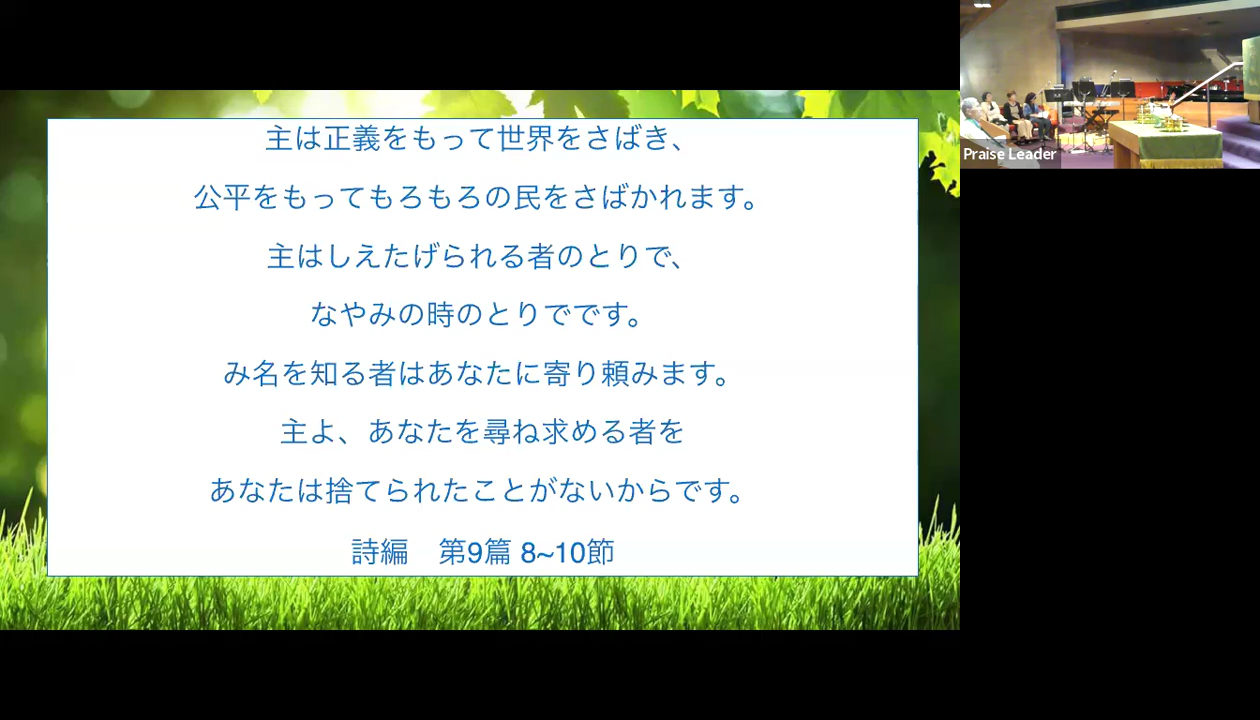 主は正義をもって世界をさばき、
公平をもってもろもろの民をさばかれます。
主はしえたげられる者のとりで、
なやみの時のとりでです。
み名を知る者はあなたに寄り頼みます。
主よ、あなたを尋ね求める者を
あなたは捨てられたことがないからです。
詩編　第9篇 8~10節
Praise Leader